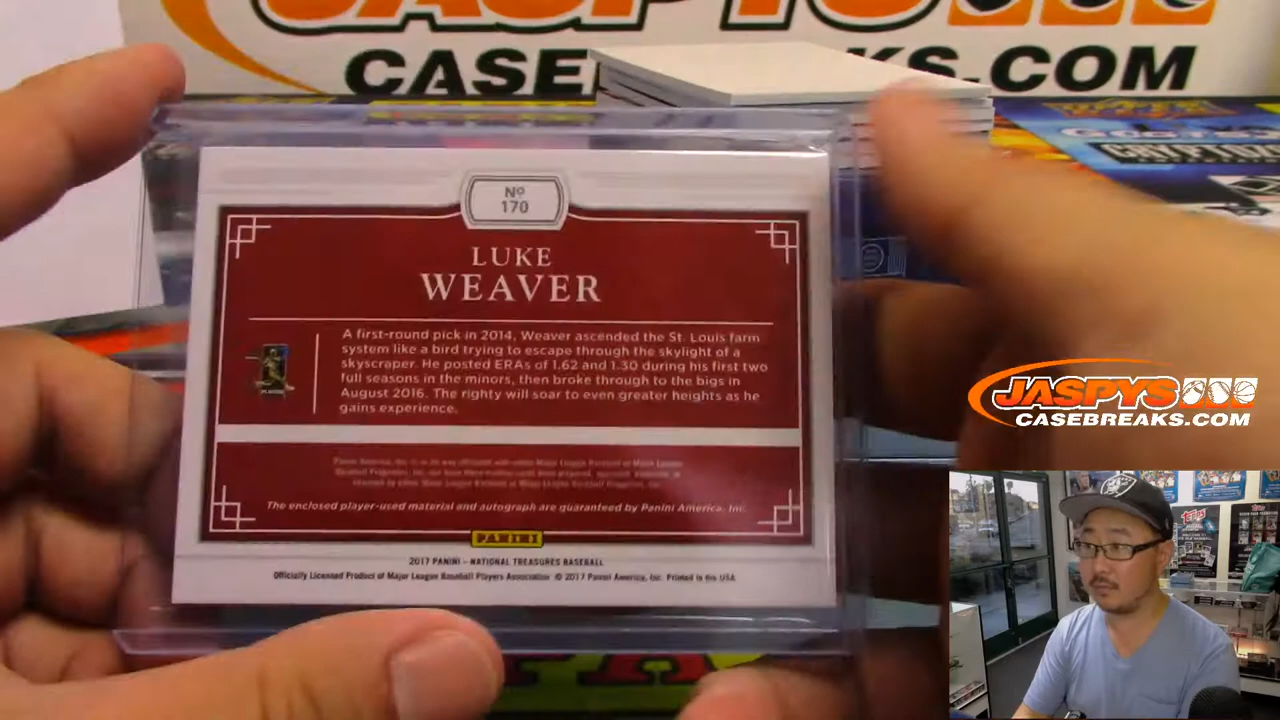 JASPYS
CASEBREAKS.COM
Nº
170
LUKE
WEAVER
A first-round pick in 2014, Weaver ascended the St. Louis farm
system like a bird trying to escape through the skylight of a
skyscraper. He posted ERAs of 1.62 and 1.30 during his first two
full seasons in the minors, then broke through to the bigs in
August 2016. The righty will soar to even greater heights as he
gains experience.
The enclosed player-used material and autograph are guaranteed by Panini America, Inc.
PANINI
2017 PANINI – NATIONAL TREASURES BASEBALL
Officially Licensed Product of Major League Baseball Players Association © 2017 Panini America, Inc. Printed in the USA
JASPYS
CASEBREAKS.COM
Topps